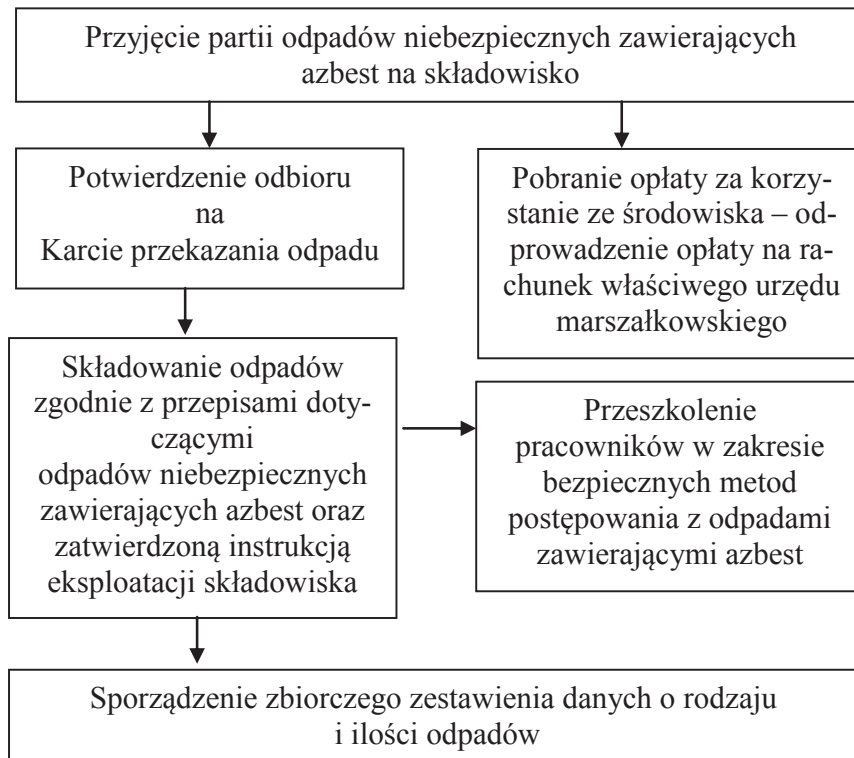 Przyjęcie partii odpadów niebezpiecznych zawierających
azbest na składowisko
Potwierdzenie odbioru
na
Karcie przekazania odpadu
Pobranie opłaty za korzy-
stanie ze środowiska – od-
prowadzenie opłaty na ra-
chunek właściwego urzędu
marszałkowskiego
Składowanie odpadów
zgodnie z przepisami doty-
czącymi
odpadów niebezpiecznych
zawierających azbest oraz
zatwierdzoną instrukcją
eksploatacji składowiska
Przeszkolenie
pracowników w zakresie
bezpiecznych metod
postępowania z odpadami
zawierającymi azbest
Sporządzenie zbiorczego zestawienia danych o rodzaju
i ilości odpadów